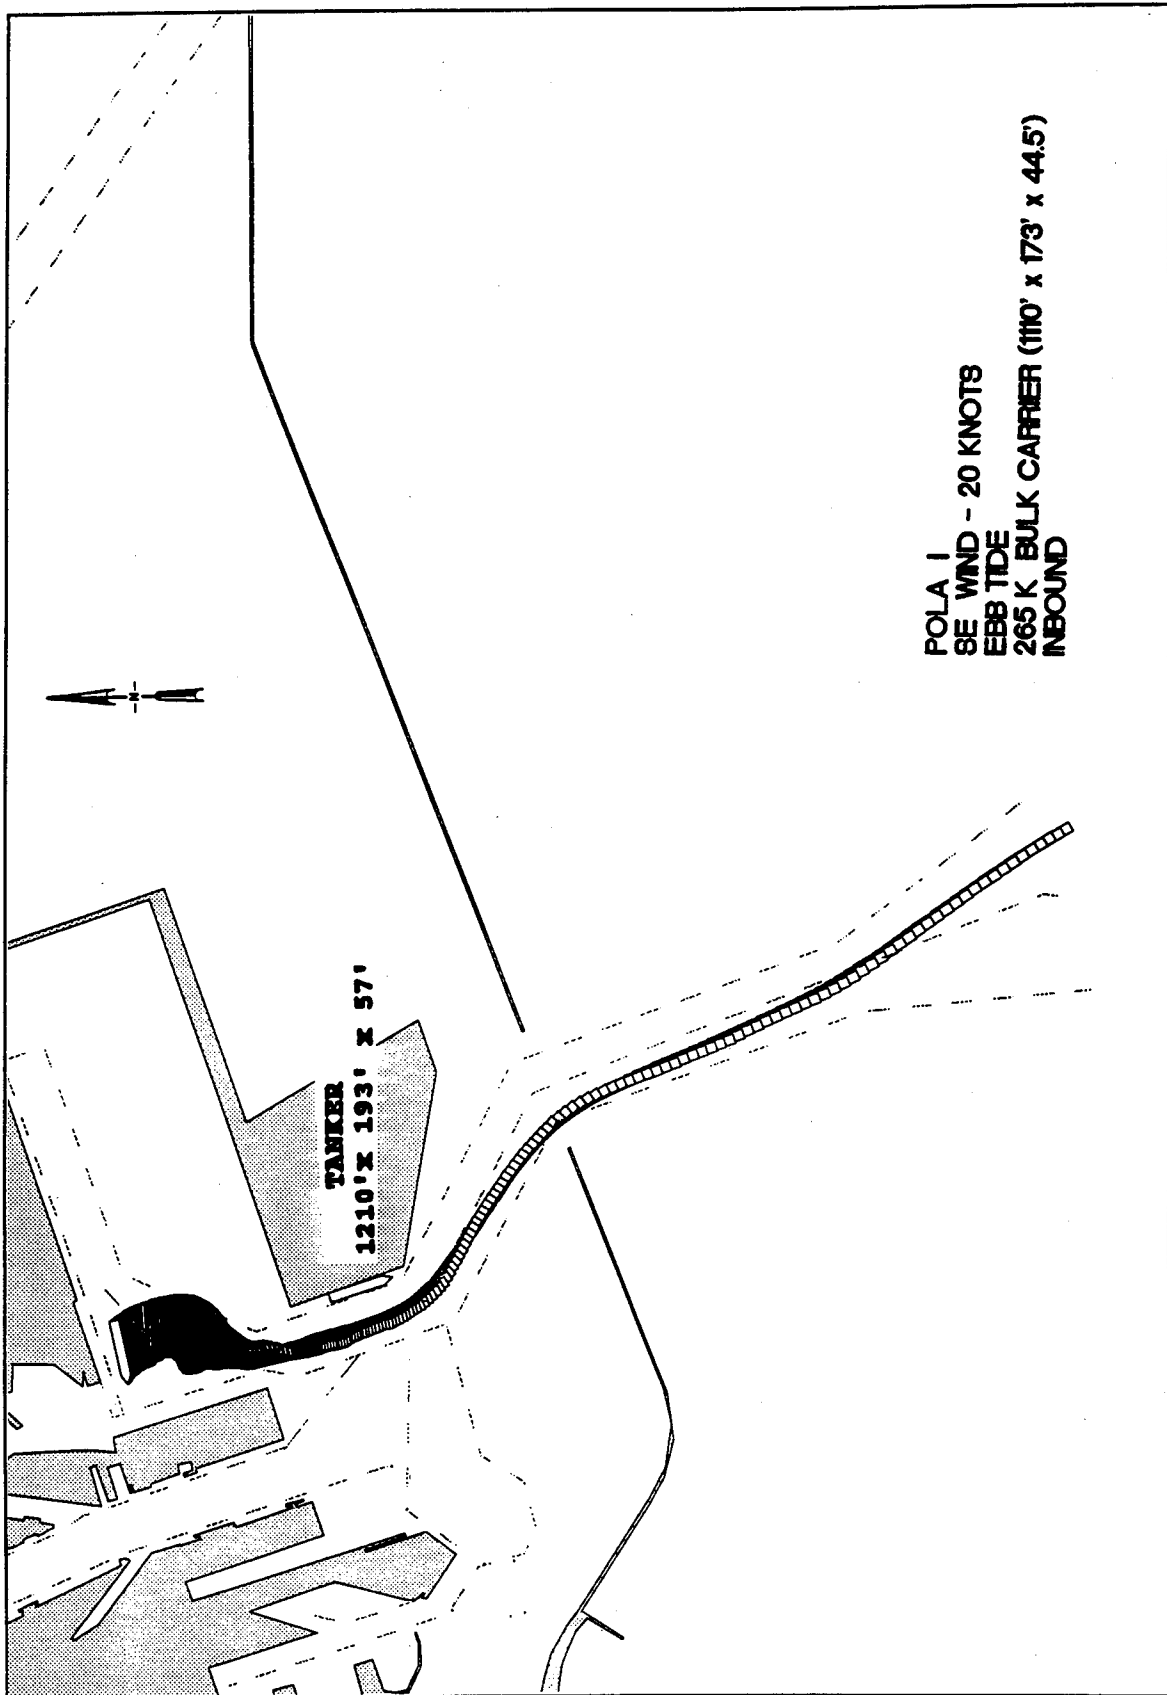 TANKER
1210'X 193' X 57'
N
POLA I
SE WIND - 20 KNOTS
EBB TIDE
265 K BULK CARRIER (1110' x 173' x 44.5')
INBOUND